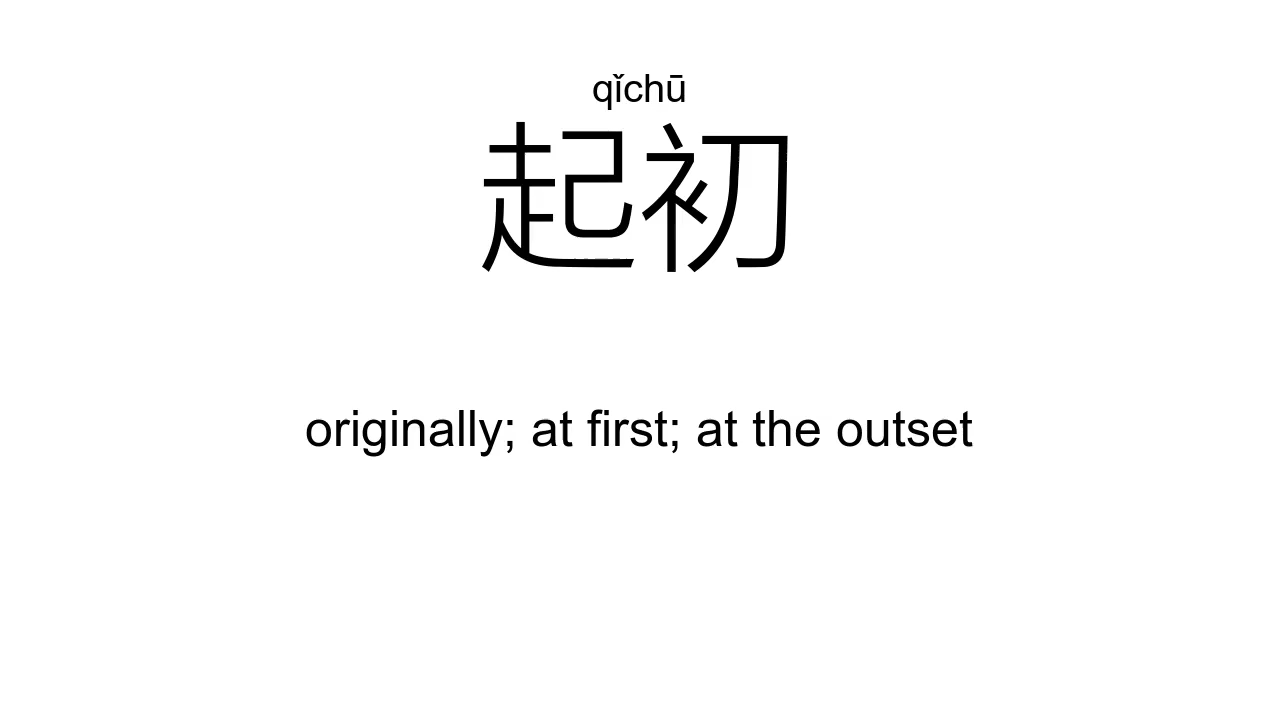 qǐchū
起初
originally; at first; at the outset